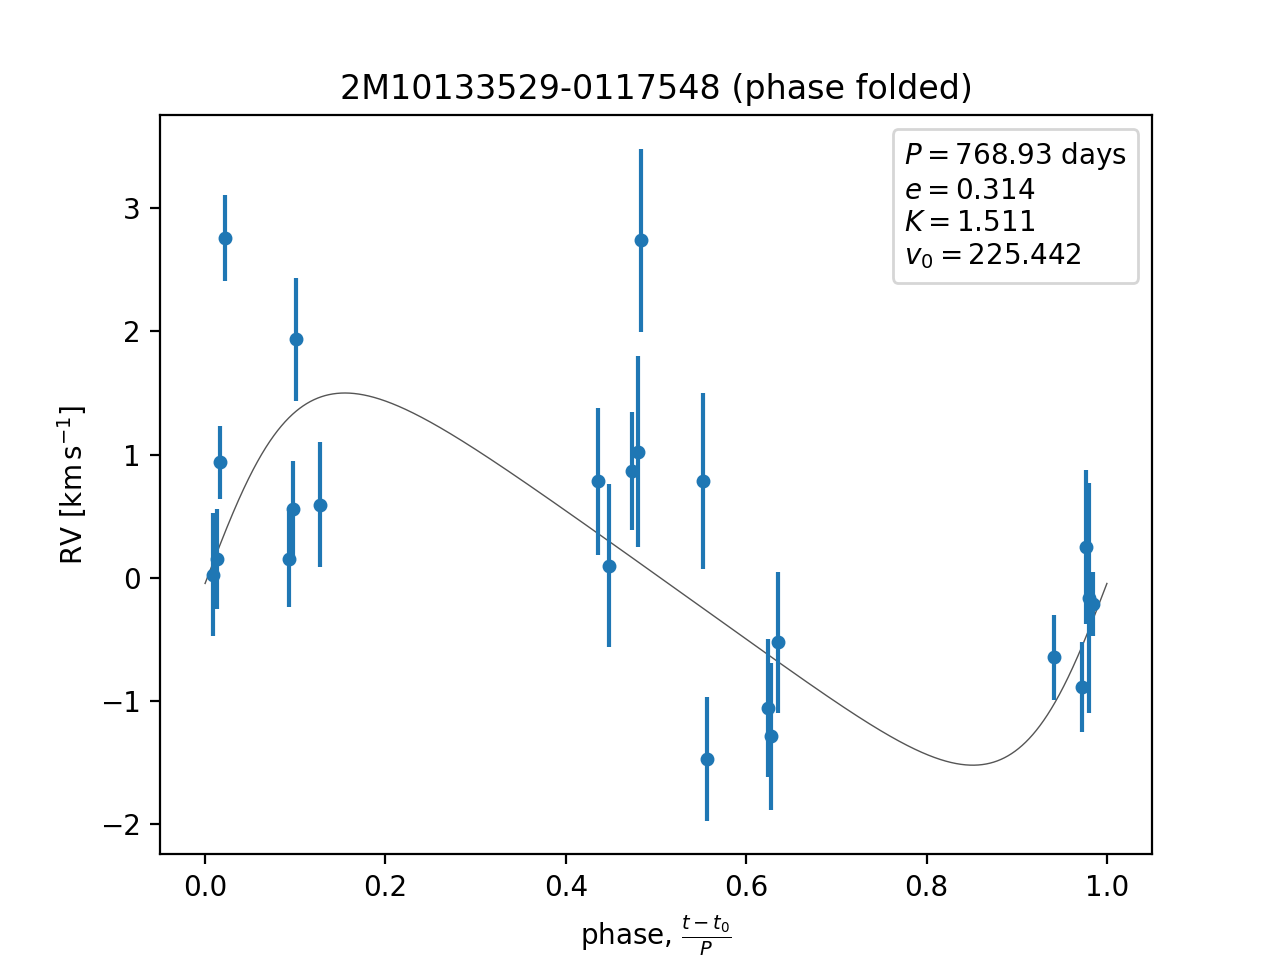 2M10133529-0117548 (phase folded)
P = 768.93 days
e = 0.314
K = 1.511
v₀ = 225.442
3
2
1
0
−1
−2
RV [km s⁻¹]
0.0 0.2 0.4 0.6 0.8 1.0
phase, (t − t₀)/P